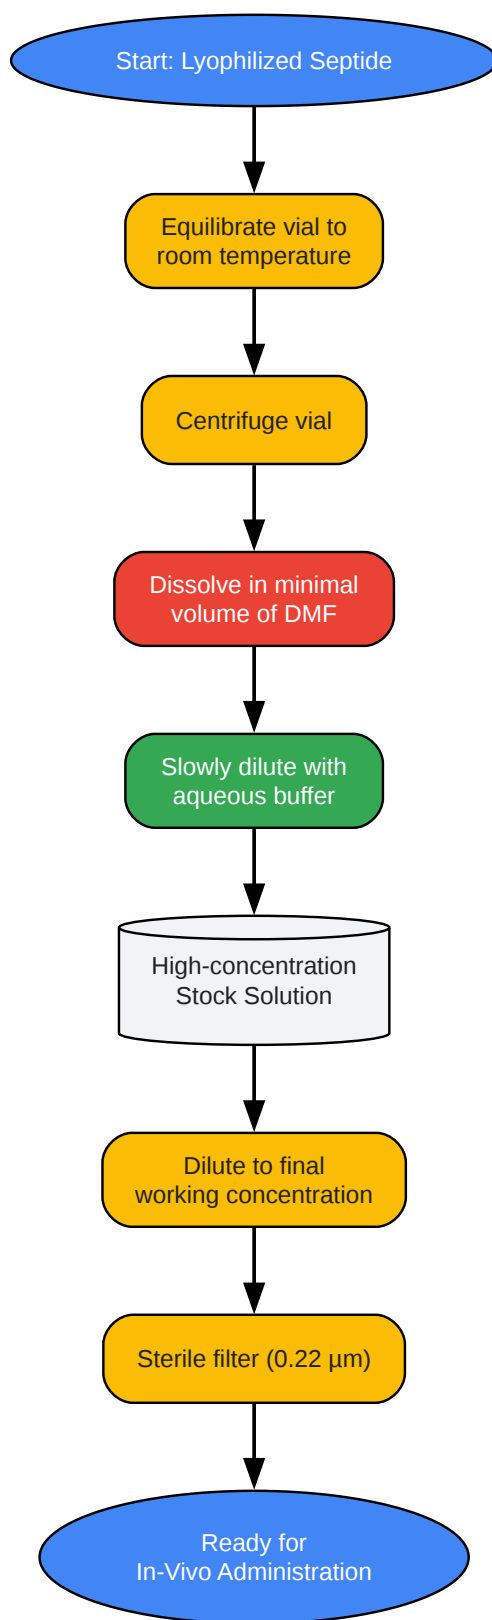 Start: Lyophilized Septide
Equilibrate vial to
room temperature
Centrifuge vial
Dissolve in minimal
volume of DMF
Slowly dilute with
aqueous buffer
High-concentration
Stock Solution
Dilute to final
working concentration
Sterile filter (0.22 µm)
Ready for
In-Vivo Administration